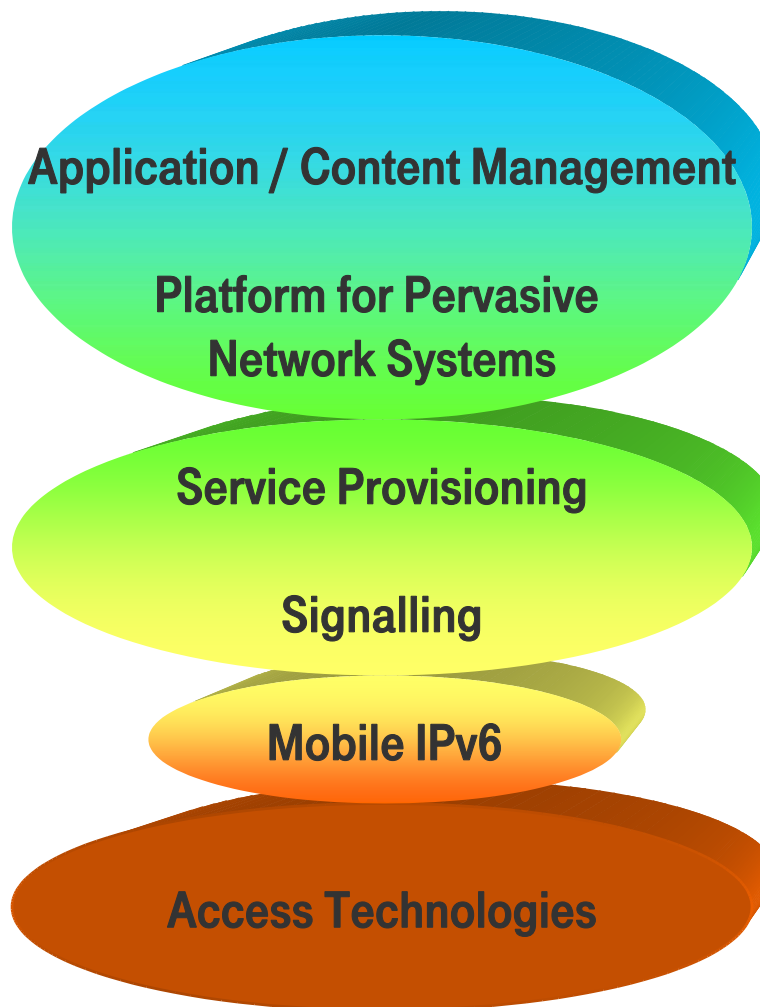 Application / Content Management
Platform for Pervasive
Network Systems
Service Provisioning
Signalling
Mobile IPv6
Access Technologies